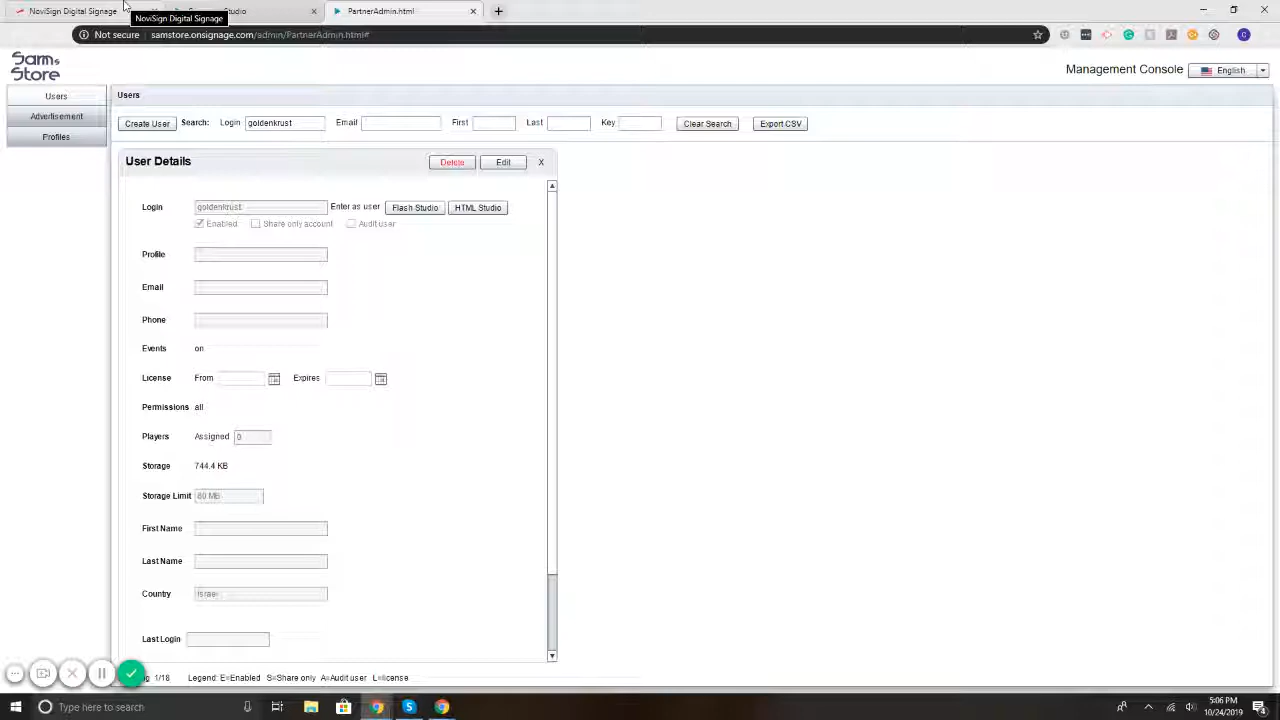 NoviSign Digital Signage
NoviSign Digital Signage
PartnerAdmin.html
Not secure samstore.onsignage.com/admin/PartnerAdmin.html#
Sams
Store
Management Console English
Users
Advertisement
Profiles
Users
Create User Search: Login goldenkrust Email First Last Key Clear Search Export CSV
User Details Delete Edit X
Login goldenkrust Enter as user Flash Studio HTML Studio
Enabled Share only account Audit user
Profile
Email
Phone
Events on
License From Expires
Permissions all
Players Assigned 0
Storage 744.4 KB
Storage Limit 80 MB
First Name
Last Name
Country Israel
Last Login
1/18 Legend: E=Enabled S=Share only A=Audit user L=license
Type here to search
5:06 PM
10/24/2019